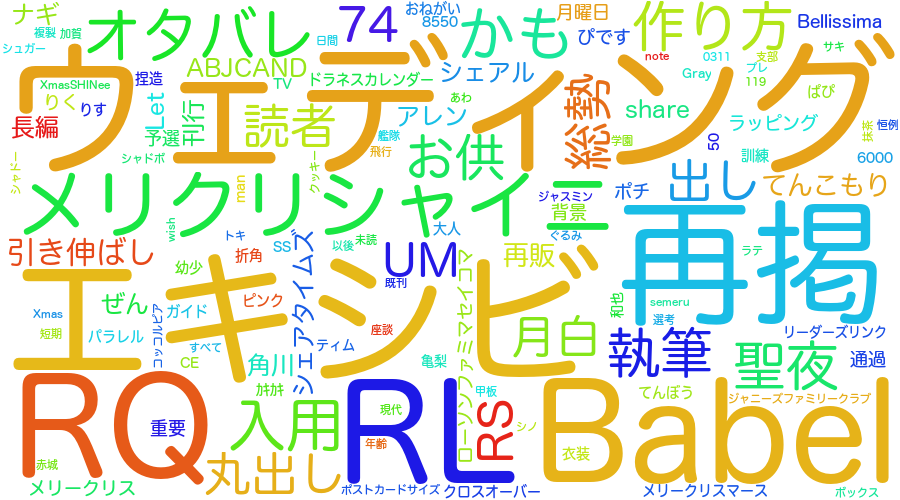 ナギ
複製
加賀
オタバレ
74
おねがい
8550
かも
月曜日
作り方
Bellissima
シュガー
日間
ぴです
note
0311
支部
サキ
XmasSHINee
捏造
ABJCAND
TV
ドラネスカレンダー
シェアル
Gray
プレ
119
ぱぴ
りく
りす
Let
ウエディング
あわ
アレン
share
ラッピング
抹茶
恒例
長編
予選
刊行
読者
艦隊
飛行
お供
総勢
学園
50
訓練
6000
シャドー
シャドボ
クッキー
メリクリシャイニー
man
wish
ジャスミン
背景
ポチ
出し
てんこもり
引き伸ばし
トキ
折角
SS
シェアタイムズ
以後
未読
大人
UM
既刊
再販
ぐるみ
再掲
ラテ
幼少
エキシビ
ローソンファミマセイコマ
semeru
Xmas
ぜん
ガイド
ピンク
月白
和也
選考
リーダーズリンク
短期
パラレル
コッコルピア
すべて
ティム
座談
執筆
聖夜
通過
CE
角川
亀梨
ｶｷｶｷ
甲板
てんぼう
ジャニーズファミリークラブ
RQ
重要
入用
RL
現代
RS
シノ
Babel
年齢
衣装
赤城
メリークリス
丸出し
ポストカードサイズ
クロスオーバー
メリークリスマース
ボックス